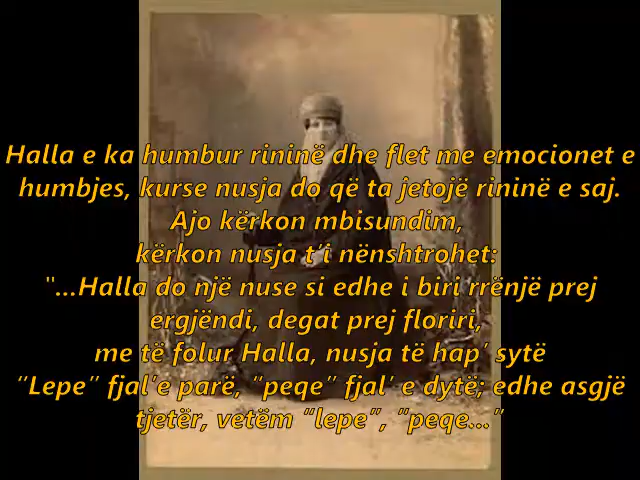 Halla e ka humbur rininë dhe flet me emocionet e
humbjes, kurse nusja do që ta jetojë rininë e saj.
Ajo kërkon mbisundim,
kërkon nusja t’i nënshtrohet:
"...Halla do një nuse si edhe i biri rrënjë prej
ergjëndi, degat prej floriri,
me të folur Halla, nusja të hap’ sytë
“Lepe” fjal’e parë, “peqe” fjal’ e dytë; edhe asgjë
tjetër, vetëm “lepe”, “peqe...”